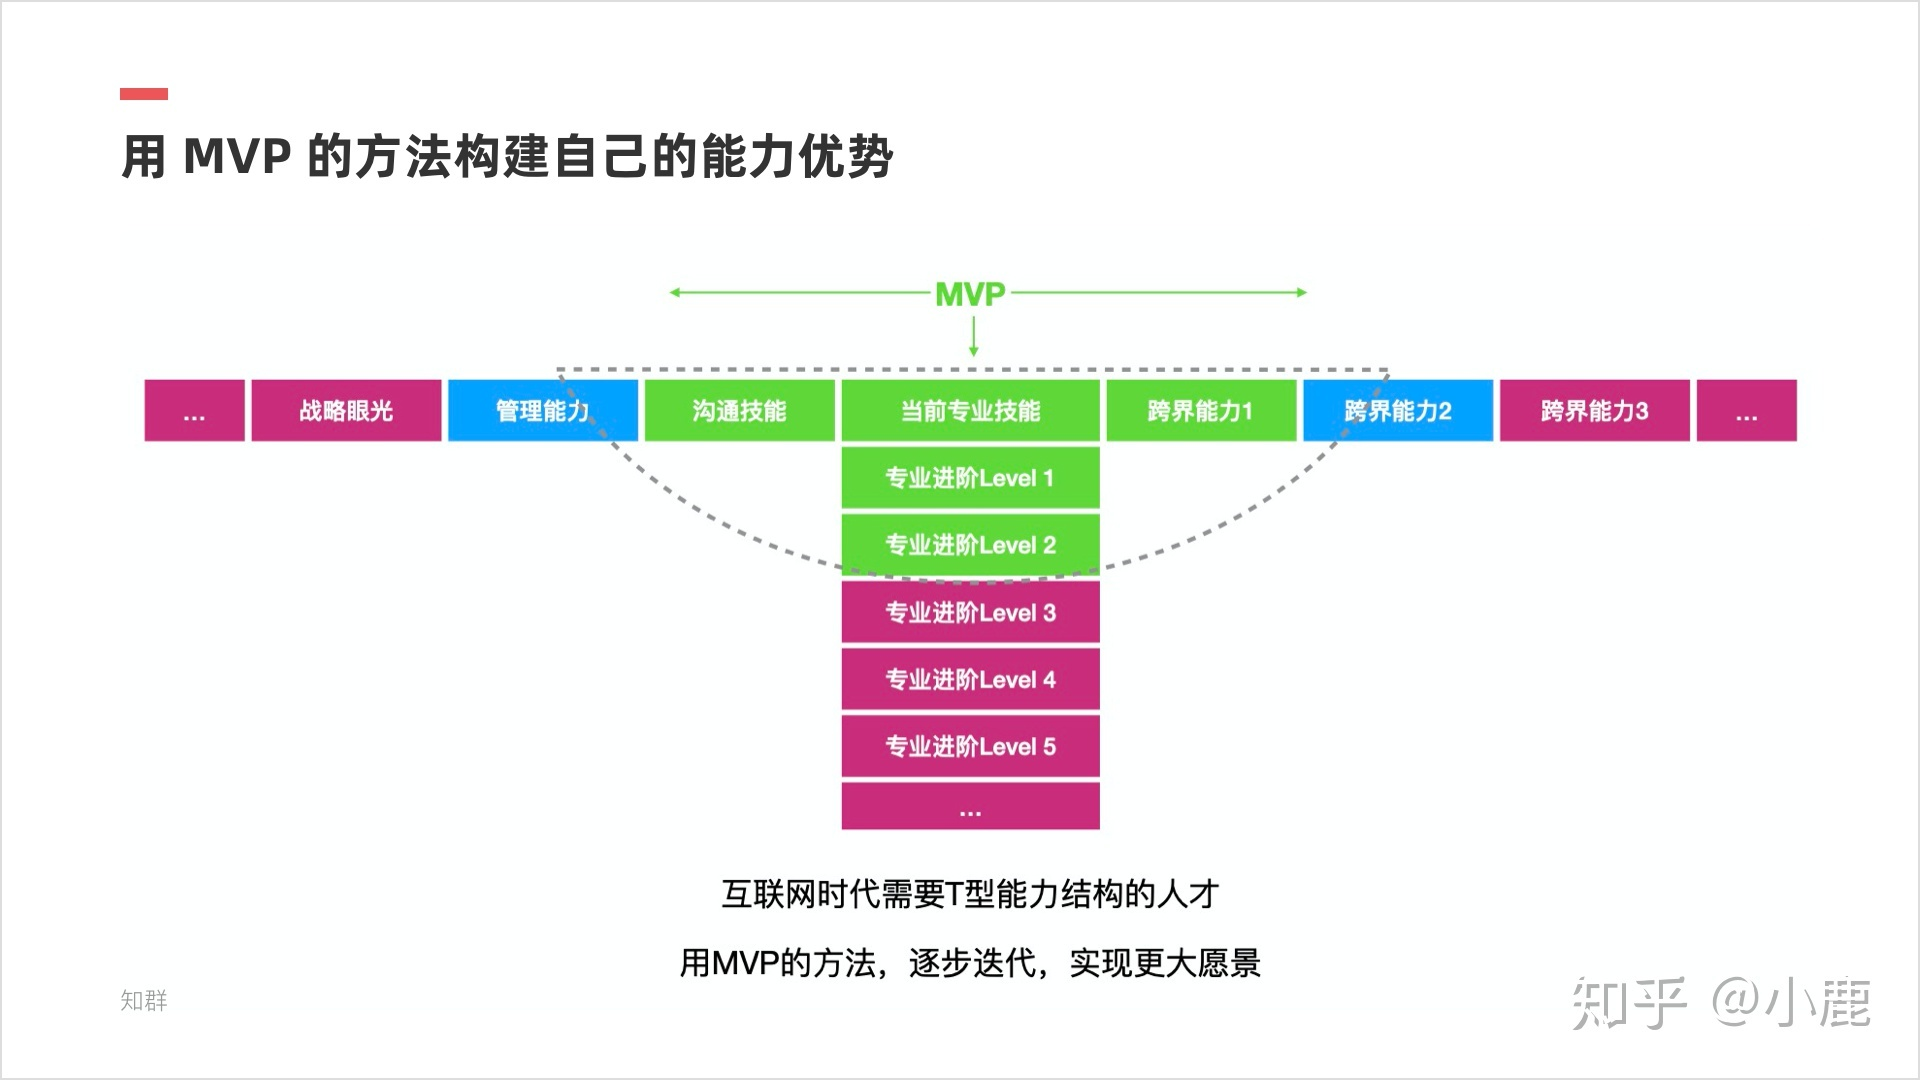 用 MVP 的方法构建自己的能力优势
MVP
... 战略眼光 管理能力 沟通技能 当前专业技能 跨界能力1 跨界能力2 跨界能力3 ...
专业进阶Level 1
专业进阶Level 2
专业进阶Level 3
专业进阶Level 4
专业进阶Level 5
...
互联网时代需要T型能力结构的人才
用MVP的方法，逐步迭代，实现更大愿景
知群
知乎 @小鹿